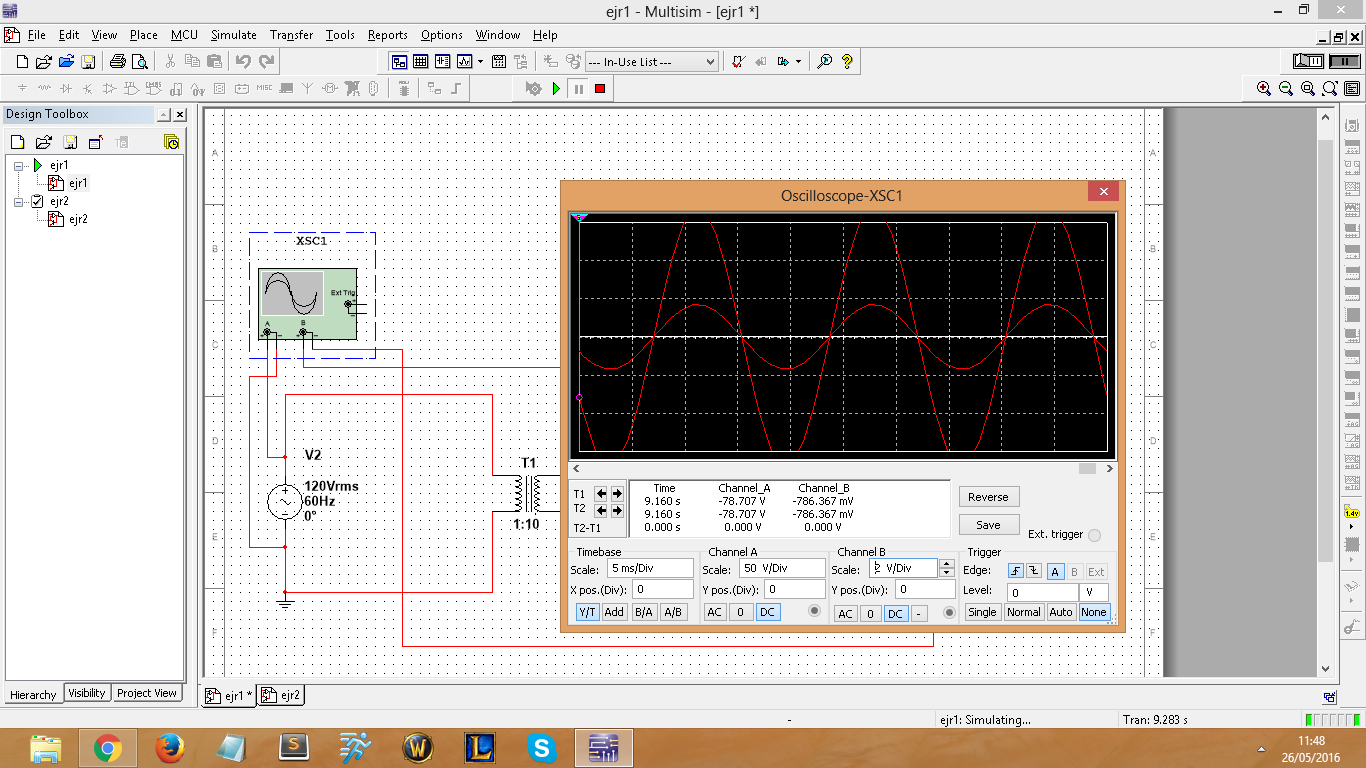 ejr1 - Multisim - [ejr1 *]
File Edit View Place MCU Simulate Transfer Tools Reports Options Window Help
--- In-Use List ---
MISC
Design Toolbox
ejr1
ejr1
ejr2
ejr2
A
B
C
D
E
F
A
B
C
D
E
F
XSC1
Ext Trig
A B
V2
120Vrms
60Hz
0°
T1
1:10
Oscilloscope-XSC1
Time Channel_A Channel_B
T1 9.160 s -78.707 V -786.367 mV
T2 9.160 s -78.707 V -786.367 mV
T2-T1 0.000 s 0.000 V 0.000 V
Reverse
Save
Ext. trigger
Timebase Channel A Channel B Trigger
Scale: 5 ms/Div Scale: 50 V/Div Scale: V/Div Edge: A B Ext
X pos.(Div): 0 Y pos.(Div): 0 Y pos.(Div): 0 Level: 0 V
Y/T Add B/A A/B AC 0 DC AC 0 DC - Single Normal Auto None
1.4v
Hierarchy Visibility Project View
ejr1 * ejr2
- ejr1: Simulating... Tran: 9.283 s
11:48
26/05/2016